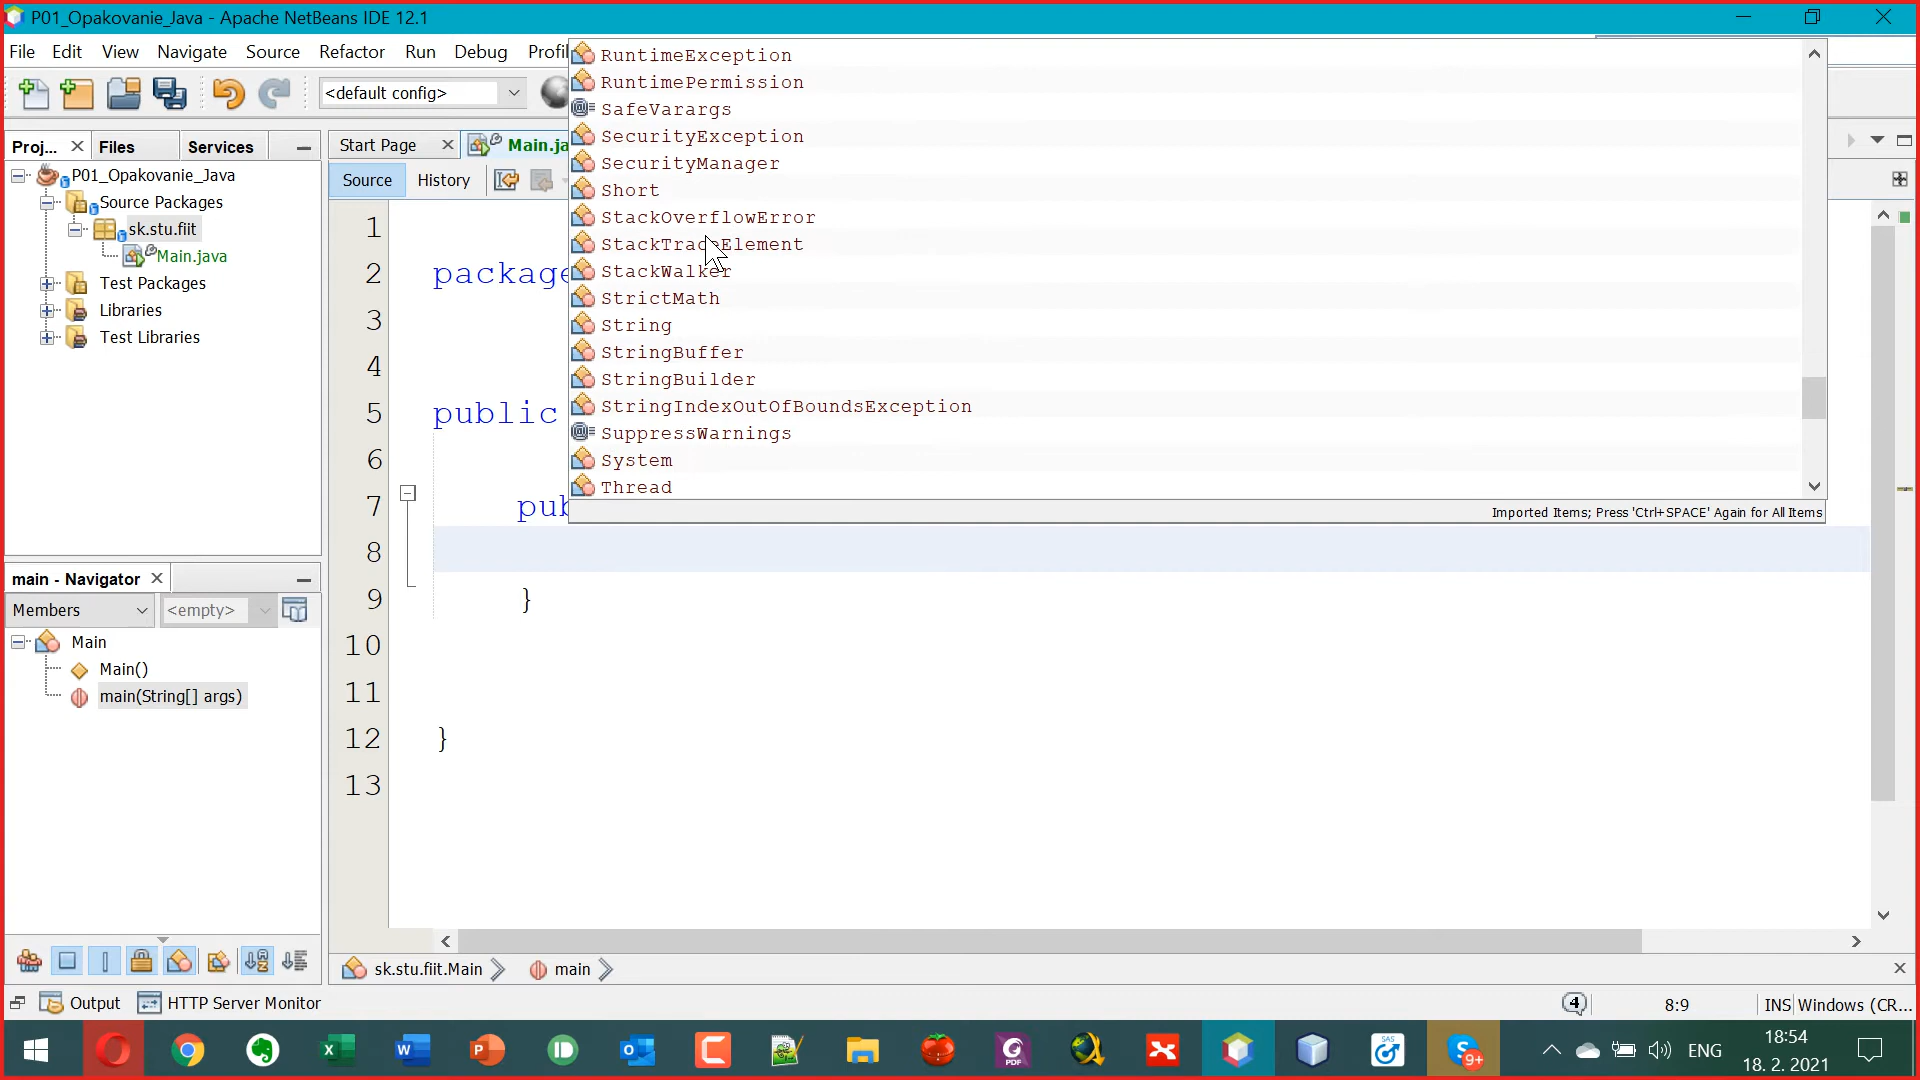 P01_Opakovanie_Java - Apache NetBeans IDE 12.1
File Edit View Navigate Source Refactor Run Debug Profil
<default config>
Proj... Files Services
P01_Opakovanie_Java
Source Packages
sk.stu.fiit
Main.java
Test Packages
Libraries
Test Libraries
main - Navigator
Members <empty>
Main
Main()
main(String[] args)
Start Page Main.ja
Source History
1
2 package
3
4
5 public
6
7 pub
8
9 }
10
11
12 }
13
RuntimeException
RuntimePermission
SafeVarargs
SecurityException
SecurityManager
Short
StackOverflowError
StackTraceElement
StackWalker
StrictMath
String
StringBuffer
StringBuilder
StringIndexOutOfBoundsException
SuppressWarnings
System
Thread
Imported Items; Press 'Ctrl+SPACE' Again for All Items
sk.stu.fiit.Main main
Output HTTP Server Monitor
4 8:9 INS Windows (CR...
9+ ENG 18:54
18. 2. 2021